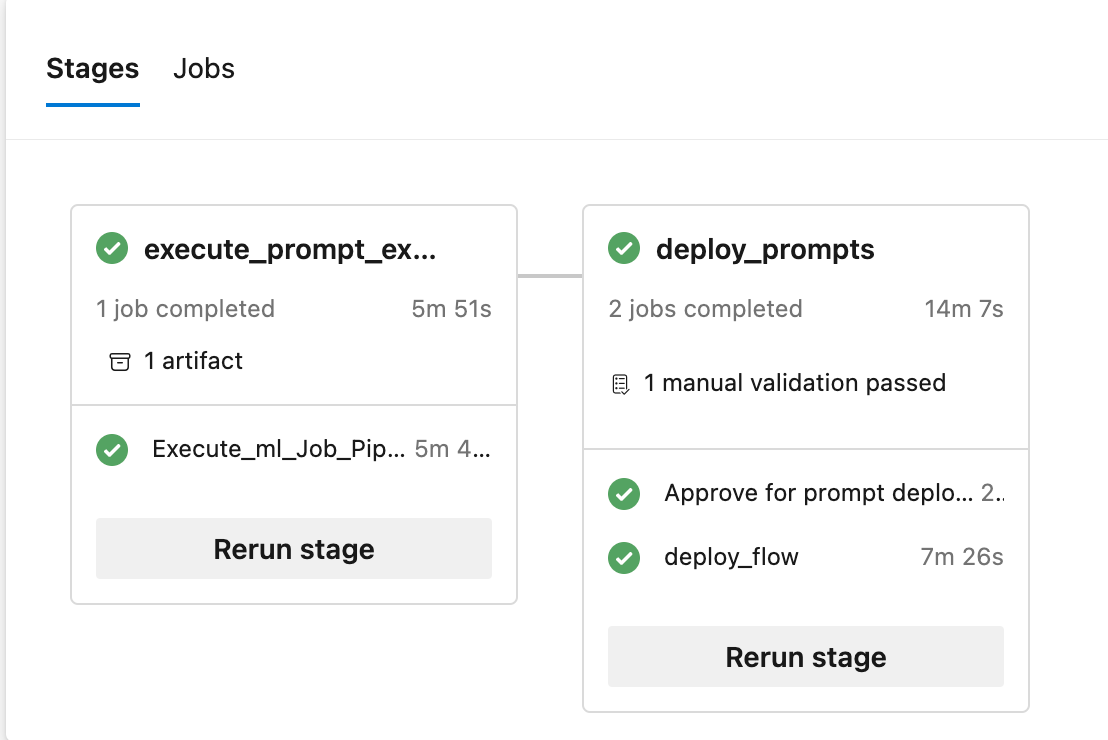 Stages Jobs
execute_prompt_ex...
1 job completed 5m 51s
1 artifact
Execute_ml_Job_Pip... 5m 4...
Rerun stage
deploy_prompts
2 jobs completed 14m 7s
1 manual validation passed
Approve for prompt deplo... 2..
deploy_flow 7m 26s
Rerun stage